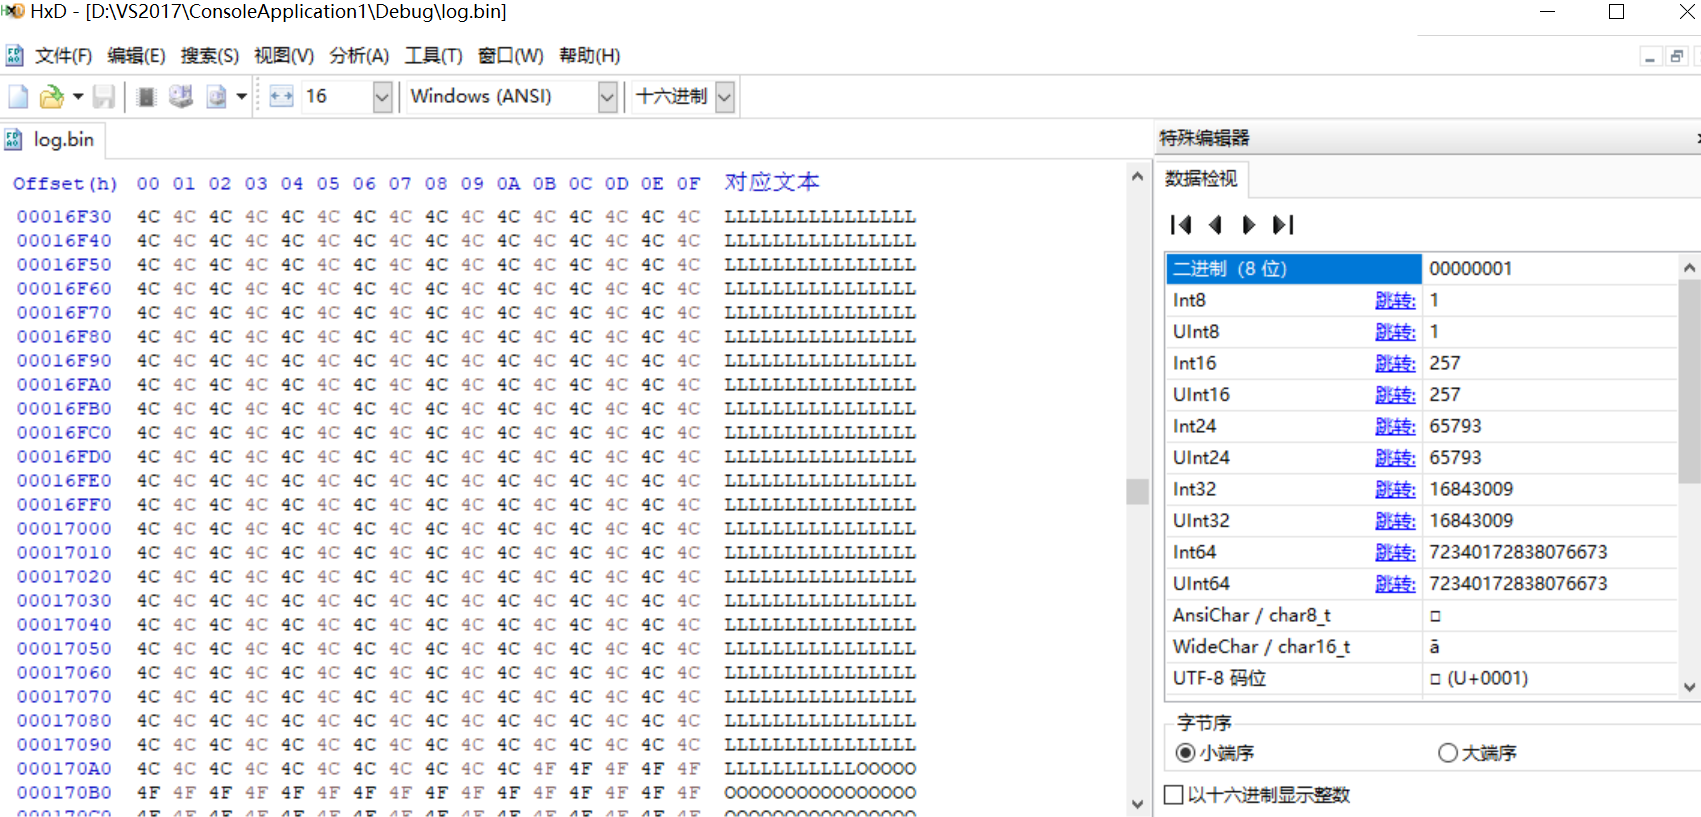 HxD - [D:\VS2017\ConsoleApplication1\Debug\log.bin]
文件(F) 编辑(E) 搜索(S) 视图(V) 分析(A) 工具(T) 窗口(W) 帮助(H)
16 Windows (ANSI) 十六进制
log.bin
Offset(h) 00 01 02 03 04 05 06 07 08 09 0A 0B 0C 0D 0E 0F 对应文本
00016F30 4C 4C 4C 4C 4C 4C 4C 4C 4C 4C 4C 4C 4C 4C 4C 4C LLLLLLLLLLLLLLLL
00016F40 4C 4C 4C 4C 4C 4C 4C 4C 4C 4C 4C 4C 4C 4C 4C 4C LLLLLLLLLLLLLLLL
00016F50 4C 4C 4C 4C 4C 4C 4C 4C 4C 4C 4C 4C 4C 4C 4C 4C LLLLLLLLLLLLLLLL
00016F60 4C 4C 4C 4C 4C 4C 4C 4C 4C 4C 4C 4C 4C 4C 4C 4C LLLLLLLLLLLLLLLL
00016F70 4C 4C 4C 4C 4C 4C 4C 4C 4C 4C 4C 4C 4C 4C 4C 4C LLLLLLLLLLLLLLLL
00016F80 4C 4C 4C 4C 4C 4C 4C 4C 4C 4C 4C 4C 4C 4C 4C 4C LLLLLLLLLLLLLLLL
00016F90 4C 4C 4C 4C 4C 4C 4C 4C 4C 4C 4C 4C 4C 4C 4C 4C LLLLLLLLLLLLLLLL
00016FA0 4C 4C 4C 4C 4C 4C 4C 4C 4C 4C 4C 4C 4C 4C 4C 4C LLLLLLLLLLLLLLLL
00016FB0 4C 4C 4C 4C 4C 4C 4C 4C 4C 4C 4C 4C 4C 4C 4C 4C LLLLLLLLLLLLLLLL
00016FC0 4C 4C 4C 4C 4C 4C 4C 4C 4C 4C 4C 4C 4C 4C 4C 4C LLLLLLLLLLLLLLLL
00016FD0 4C 4C 4C 4C 4C 4C 4C 4C 4C 4C 4C 4C 4C 4C 4C 4C LLLLLLLLLLLLLLLL
00016FE0 4C 4C 4C 4C 4C 4C 4C 4C 4C 4C 4C 4C 4C 4C 4C 4C LLLLLLLLLLLLLLLL
00016FF0 4C 4C 4C 4C 4C 4C 4C 4C 4C 4C 4C 4C 4C 4C 4C 4C LLLLLLLLLLLLLLLL
00017000 4C 4C 4C 4C 4C 4C 4C 4C 4C 4C 4C 4C 4C 4C 4C 4C LLLLLLLLLLLLLLLL
00017010 4C 4C 4C 4C 4C 4C 4C 4C 4C 4C 4C 4C 4C 4C 4C 4C LLLLLLLLLLLLLLLL
00017020 4C 4C 4C 4C 4C 4C 4C 4C 4C 4C 4C 4C 4C 4C 4C 4C LLLLLLLLLLLLLLLL
00017030 4C 4C 4C 4C 4C 4C 4C 4C 4C 4C 4C 4C 4C 4C 4C 4C LLLLLLLLLLLLLLLL
00017040 4C 4C 4C 4C 4C 4C 4C 4C 4C 4C 4C 4C 4C 4C 4C 4C LLLLLLLLLLLLLLLL
00017050 4C 4C 4C 4C 4C 4C 4C 4C 4C 4C 4C 4C 4C 4C 4C 4C LLLLLLLLLLLLLLLL
00017060 4C 4C 4C 4C 4C 4C 4C 4C 4C 4C 4C 4C 4C 4C 4C 4C LLLLLLLLLLLLLLLL
00017070 4C 4C 4C 4C 4C 4C 4C 4C 4C 4C 4C 4C 4C 4C 4C 4C LLLLLLLLLLLLLLLL
00017080 4C 4C 4C 4C 4C 4C 4C 4C 4C 4C 4C 4C 4C 4C 4C 4C LLLLLLLLLLLLLLLL
00017090 4C 4C 4C 4C 4C 4C 4C 4C 4C 4C 4C 4C 4C 4C 4C 4C LLLLLLLLLLLLLLLL
000170A0 4C 4C 4C 4C 4C 4C 4C 4C 4C 4C 4C 4F 4F 4F 4F 4F LLLLLLLLLLLOOOOO
000170B0 4F 4F 4F 4F 4F 4F 4F 4F 4F 4F 4F 4F 4F 4F 4F 4F OOOOOOOOOOOOOOOO
000170C0 4F 4F 4F 4F 4F 4F 4F 4F 4F 4F 4F 4F 4F 4F 4F 4F OOOOOOOOOOOOOOOO
特殊编辑器
数据检视
二进制 (8 位) 00000001
Int8 跳转: 1
UInt8 跳转: 1
Int16 跳转: 257
UInt16 跳转: 257
Int24 跳转: 65793
UInt24 跳转: 65793
Int32 跳转: 16843009
UInt32 跳转: 16843009
Int64 跳转: 72340172838076673
UInt64 跳转: 72340172838076673
AnsiChar / char8_t □
WideChar / char16_t ā
UTF-8 码位 □ (U+0001)
字节序
小端序 大端序
以十六进制显示整数